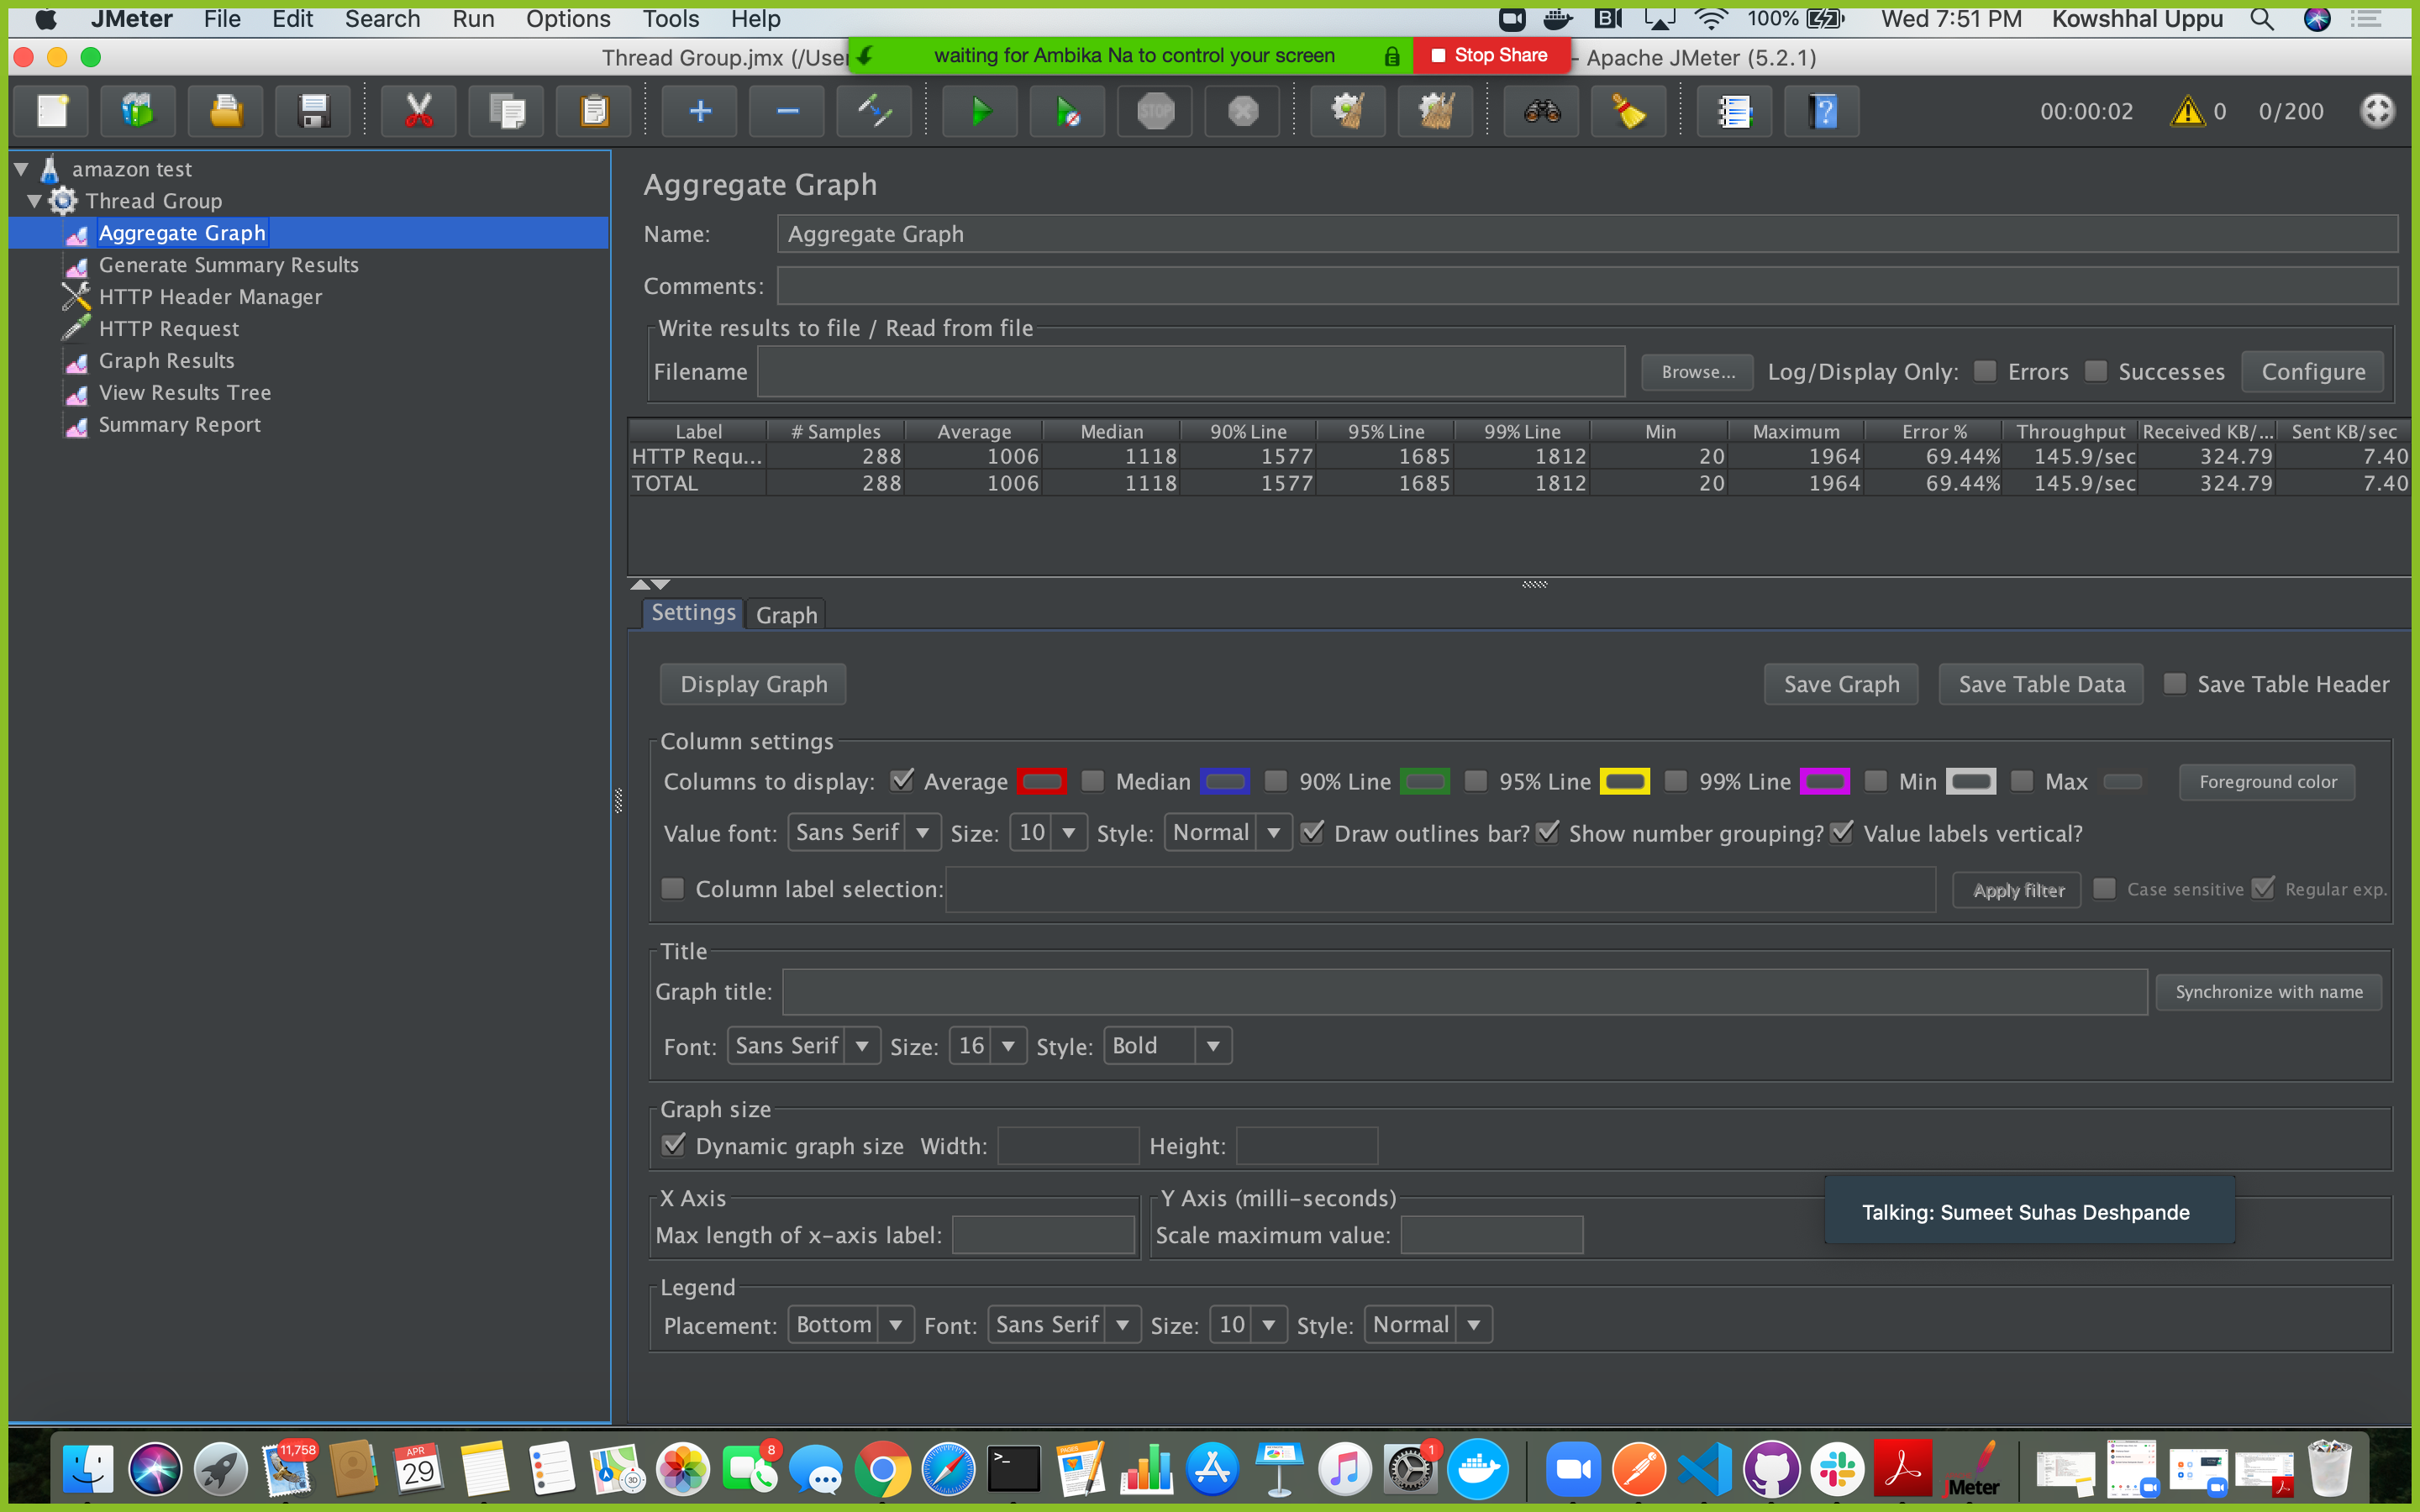 JMeter File Edit Search Run Options Tools Help 100% Wed 7:51 PM Kowshhal Uppu
Thread Group.jmx (/User waiting for Ambika Na to control your screen Stop Share - Apache JMeter (5.2.1)
STOP 00:00:02 0 0/200
amazon test
Thread Group
Aggregate Graph
Generate Summary Results
HTTP Header Manager
HTTP Request
Graph Results
View Results Tree
Summary Report
Aggregate Graph
Name: Aggregate Graph
Comments:
Write results to file / Read from file
Filename Browse... Log/Display Only: Errors Successes Configure
Label # Samples Average Median 90% Line 95% Line 99% Line Min Maximum Error % Throughput Received KB/... Sent KB/sec
HTTP Requ... 288 1006 1118 1577 1685 1812 20 1964 69.44% 145.9/sec 324.79 7.40
TOTAL 288 1006 1118 1577 1685 1812 20 1964 69.44% 145.9/sec 324.79 7.40
Settings Graph
Display Graph Save Graph Save Table Data Save Table Header
Column settings
Columns to display: Average Median 90% Line 95% Line 99% Line Min Max Foreground color
Value font: Sans Serif Size: 10 Style: Normal Draw outlines bar? Show number grouping? Value labels vertical?
Column label selection: Apply filter Case sensitive Regular exp.
Title
Graph title: Synchronize with name
Font: Sans Serif Size: 16 Style: Bold
Graph size
Dynamic graph size Width: Height:
X Axis Y Axis (milli-seconds)
Max length of x-axis label: Scale maximum value:
Talking: Sumeet Suhas Deshpande
Legend
Placement: Bottom Font: Sans Serif Size: 10 Style: Normal
11,758 APR 29 3D 8 PAGES 1 Meter